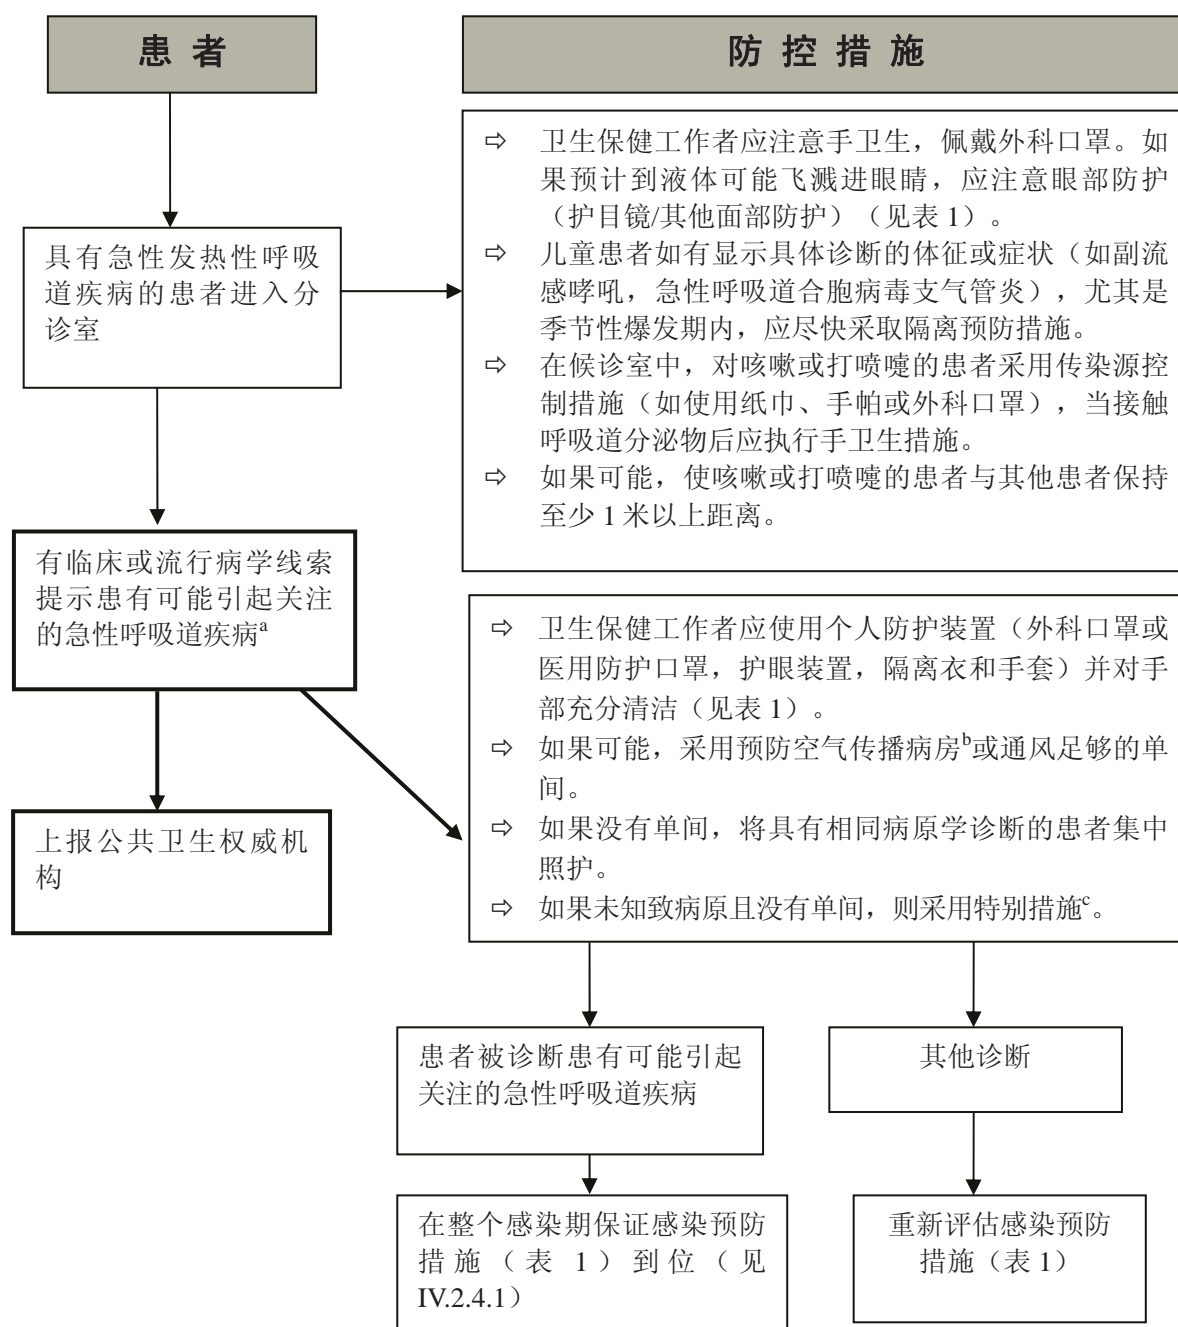 患 者
防 控 措 施
⇨ 卫生保健工作者应注意手卫生，佩戴外科口罩。如
果预计到液体可能飞溅进眼睛，应注意眼部防护
（护目镜/其他面部防护）（见表 1）。
⇨ 儿童患者如有显示具体诊断的体征或症状（如副流
感哮吼，急性呼吸道合胞病毒支气管炎），尤其是
季节性爆发期内，应尽快采取隔离预防措施。
⇨ 在候诊室中，对咳嗽或打喷嚏的患者采用传染源控
制措施（如使用纸巾、手帕或外科口罩），当接触
呼吸道分泌物后应执行手卫生措施。
⇨ 如果可能，使咳嗽或打喷嚏的患者与其他患者保持
至少 1 米以上距离。
具有急性发热性呼吸
道疾病的患者进入分
诊室
有临床或流行病学线索
提示患有可能引起关注
的急性呼吸道疾病a
⇨ 卫生保健工作者应使用个人防护装置（外科口罩或
医用防护口罩，护眼装置，隔离衣和手套）并对手
部充分清洁（见表 1）。
⇨ 如果可能，采用预防空气传播病房b或通风足够的单
间。
⇨ 如果没有单间，将具有相同病原学诊断的患者集中
照护。
⇨ 如果未知致病原且没有单间，则采用特别措施c。
上报公共卫生权威机
构
患者被诊断患有可能引起
关注的急性呼吸道疾病
其他诊断
在整个感染期保证感染预防
措施（表 1）到位（见
IV.2.4.1）
重新评估感染预防
措施（表 1）